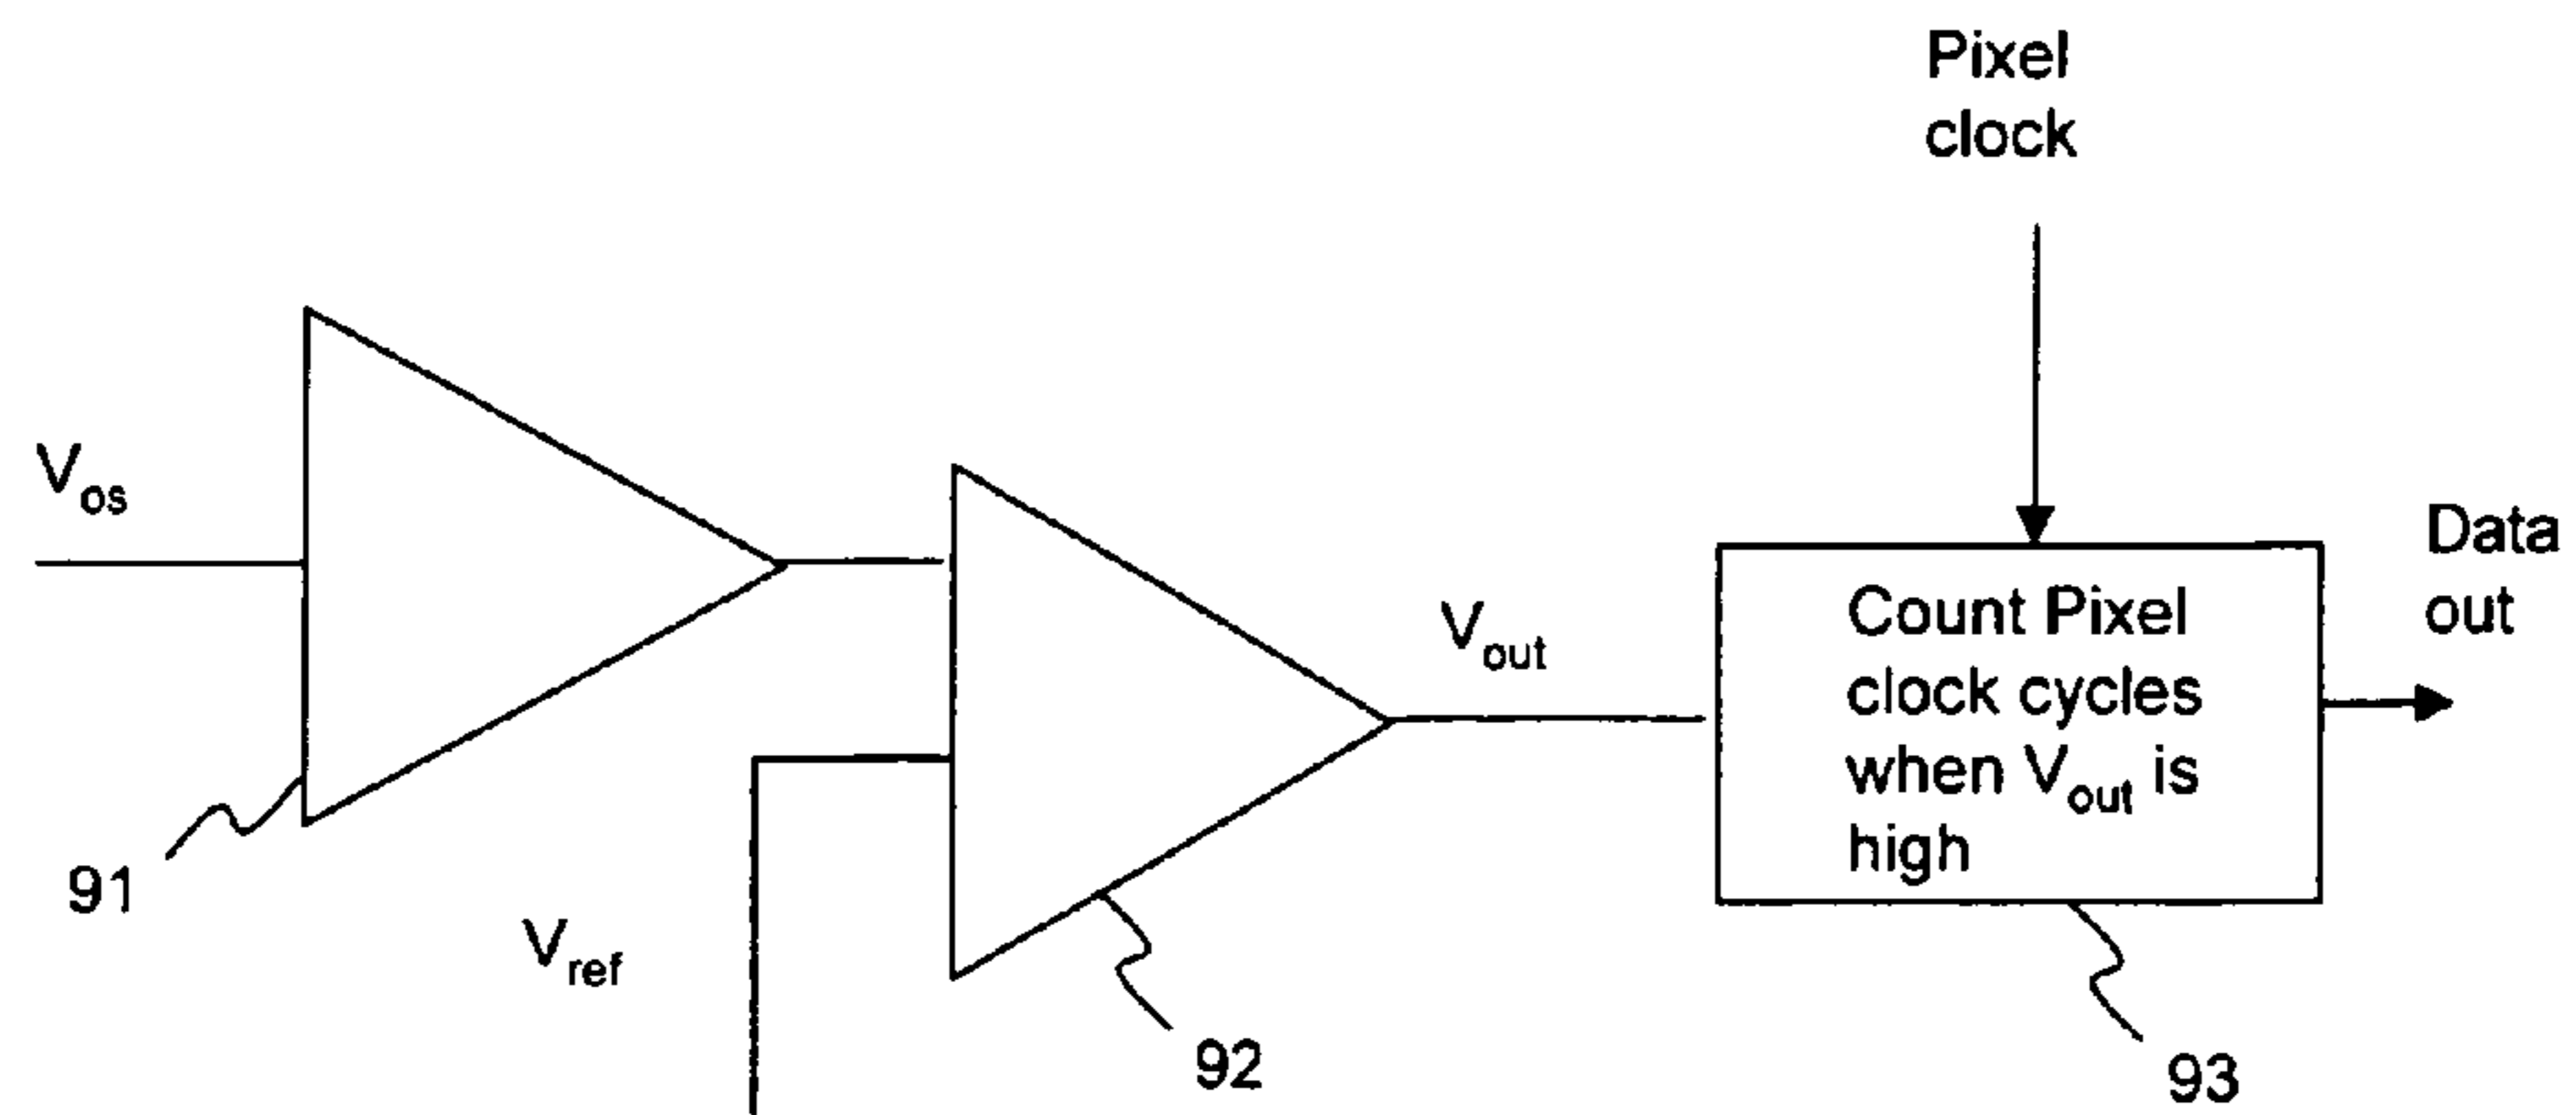 Pixel
clock
Vos
Data
out
Count Pixel
clock cycles
when Vout is
high
Vout
Vref
91
92
93